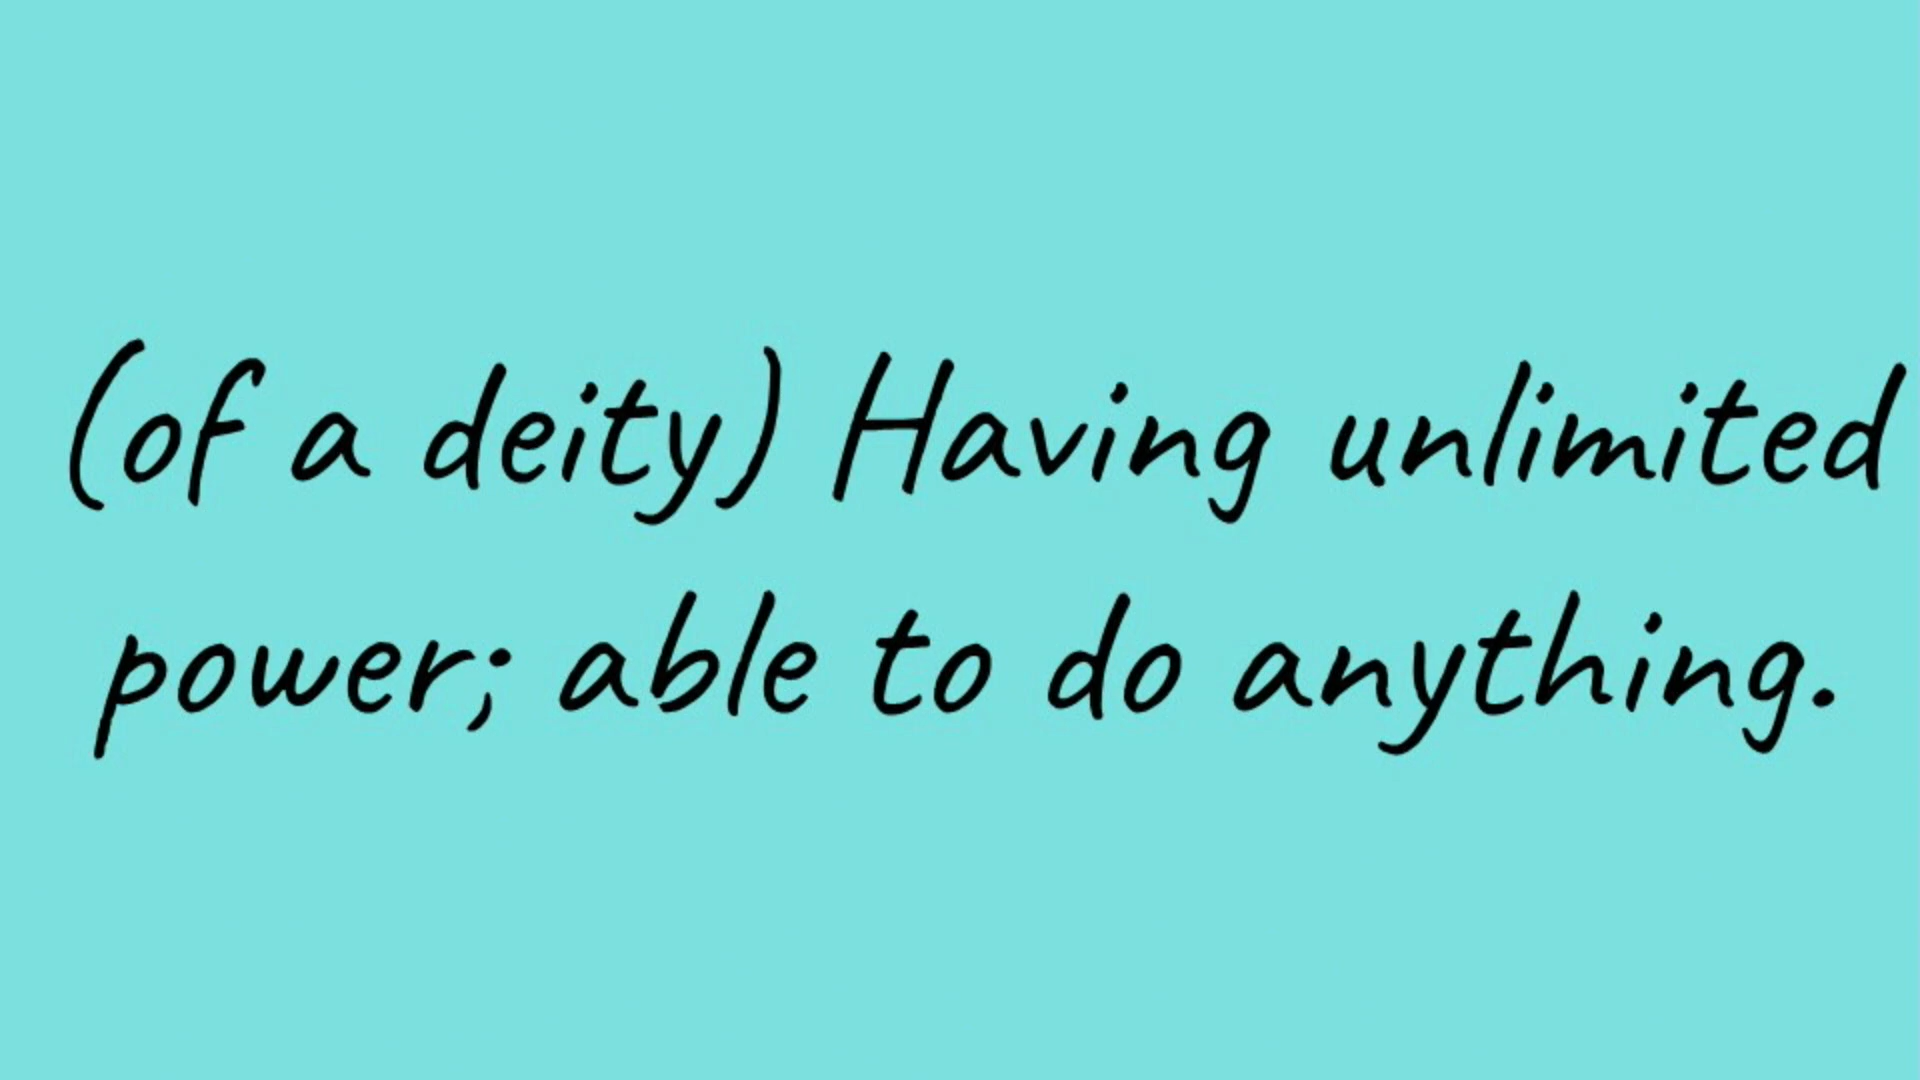 (of a deity) Having unlimited
power; able to do anything.